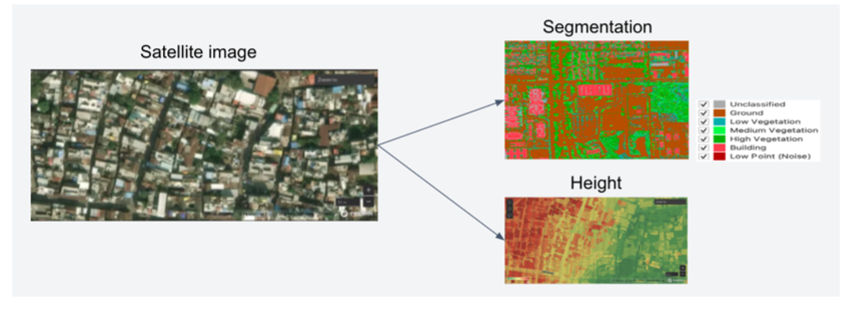 Segmentation
Satellite image
Unclassified
Ground
Low Vegetation
Medium Vegetation
High Vegetation
Building
Low Point (Noise)
Height